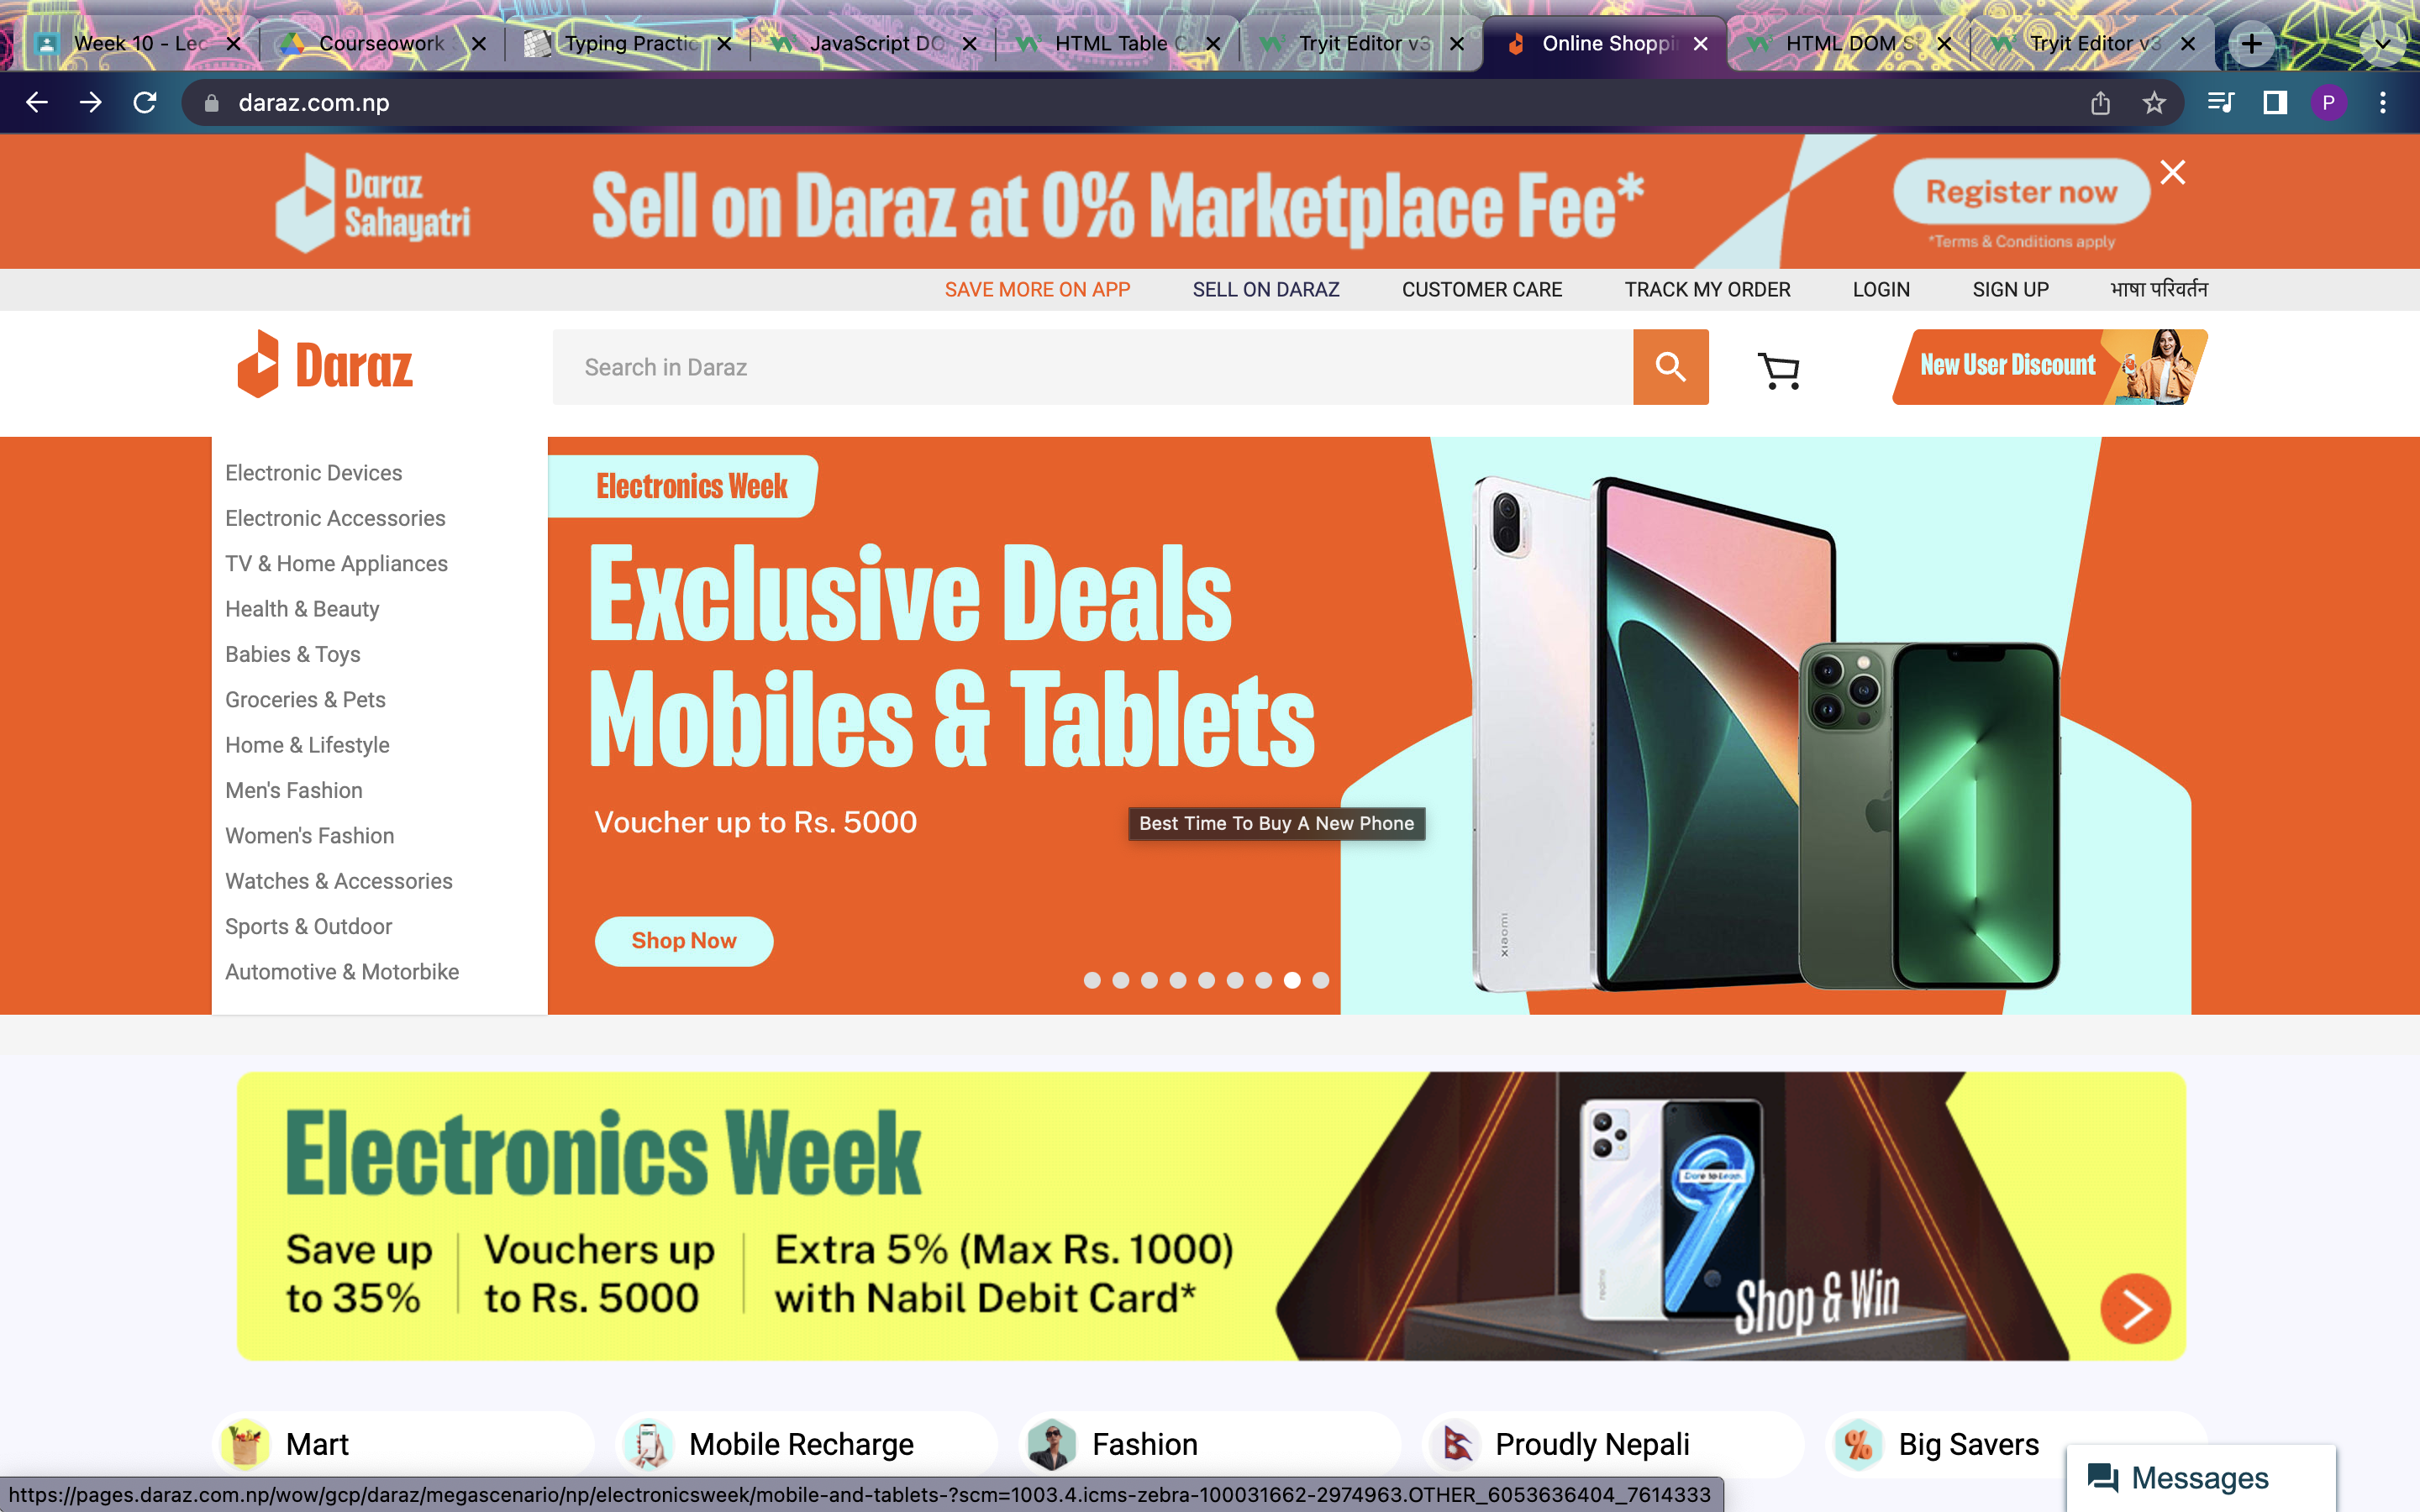 Week 10 - Lec
Courseowork
Typing Practic
JavaScript DO
HTML Table C
Tryit Editor v3
Online Shoppi
HTML DOM S
Tryit Editor v3
daraz.com.np
P
Daraz
Sahayatri
Sell on Daraz at 0% Marketplace Fee*
Register now
*Terms & Conditions apply
SAVE MORE ON APP
SELL ON DARAZ
CUSTOMER CARE
TRACK MY ORDER
LOGIN
SIGN UP
भाषा परिवर्तन
Daraz
Search in Daraz
New User Discount
Electronic Devices
Electronic Accessories
TV & Home Appliances
Health & Beauty
Babies & Toys
Groceries & Pets
Home & Lifestyle
Men's Fashion
Women's Fashion
Watches & Accessories
Sports & Outdoor
Automotive & Motorbike
Electronics Week
Exclusive Deals
Mobiles & Tablets
Voucher up to Rs. 5000
Best Time To Buy A New Phone
Shop Now
xiaomi
Electronics Week
Save up
to 35%
Vouchers up
to Rs. 5000
Extra 5% (Max Rs. 1000)
with Nabil Debit Card*
realme
9
Dare to Leap
Shop & Win
Mart
Mobile Recharge
Fashion
Proudly Nepali
Big Savers
Messages
https://pages.daraz.com.np/wow/gcp/daraz/megascenario/np/electronicsweek/mobile-and-tablets-?scm=1003.4.icms-zebra-100031662-2974963.OTHER_6053636404_7614333